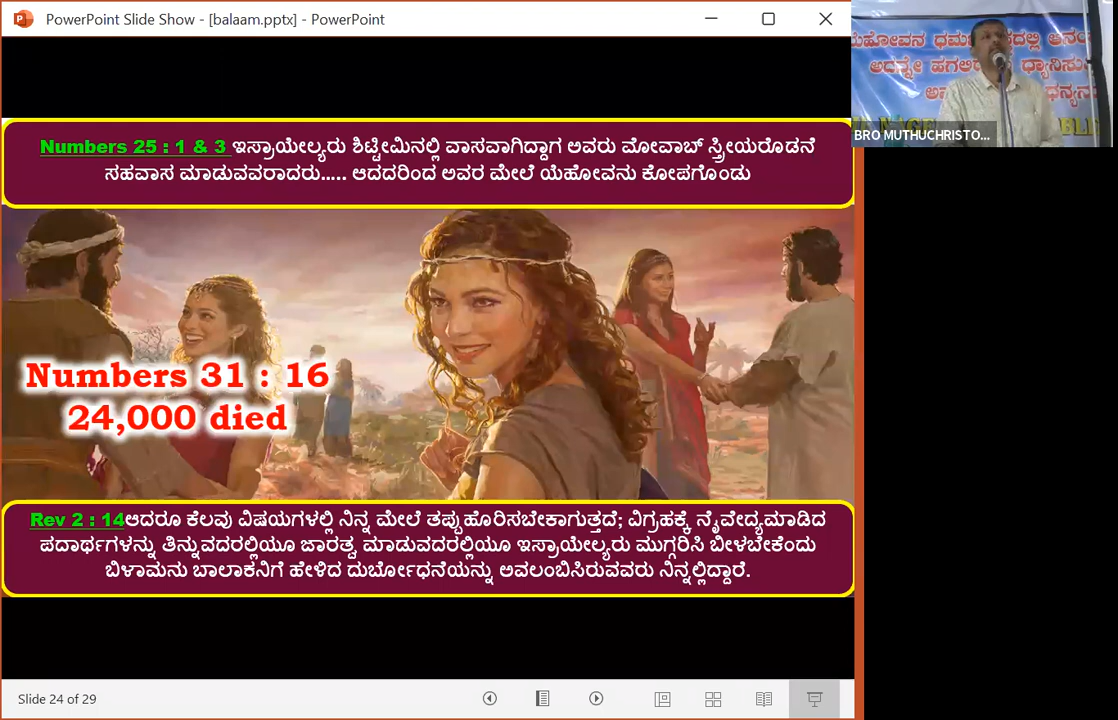 PowerPoint Slide Show - [balaam.pptx] - PowerPoint
Numbers 25 : 1 & 3 ಇಸ್ರಾಯೇಲ್ಯರು ಶಿಟ್ಟೀಮಿನಲ್ಲಿ ವಾಸವಾಗಿದ್ದಾಗ ಅವರು ಮೋವಾಬ್ ಸ್ತ್ರೀಯರೊಡನೆ
ಸಹವಾಸ ಮಾಡುವವರಾದರು..... ಆದದರಿಂದ ಅವರ ಮೇಲೆ ಯೆಹೋವನು ಕೋಪಗೊಂಡು
Numbers 31 : 16
24,000 died
Rev 2 : 14ಆದರೂ ಕೆಲವು ವಿಷಯಗಳಲ್ಲಿ ನಿನ್ನ ಮೇಲೆ ತಪ್ಪುಹೊರಿಸಬೇಕಾಗುತ್ತದೆ; ವಿಗ್ರಹಕ್ಕೆ ನೈವೇದ್ಯಮಾಡಿದ
ಪದಾರ್ಥಗಳನ್ನು ತಿನ್ನುವದರಲ್ಲಿಯೂ ಜಾರತ್ವ ಮಾಡುವದರಲ್ಲಿಯೂ ಇಸ್ರಾಯೇಲ್ಯರು ಮುಗ್ಗರಿಸಿ ಬೀಳಬೇಕೆಂದು
ಬಿಳಾಮನು ಬಾಲಾಕನಿಗೆ ಹೇಳಿದ ದುರ್ಬೋಧನೆಯನ್ನು ಅವಲಂಬಿಸಿರುವವರು ನಿನ್ನಲ್ಲಿದ್ದಾರೆ.
Slide 24 of 29
ಯೆಹೋವನ
ಅದನ್ನೇ
BRO MUTHUCHRISTO...